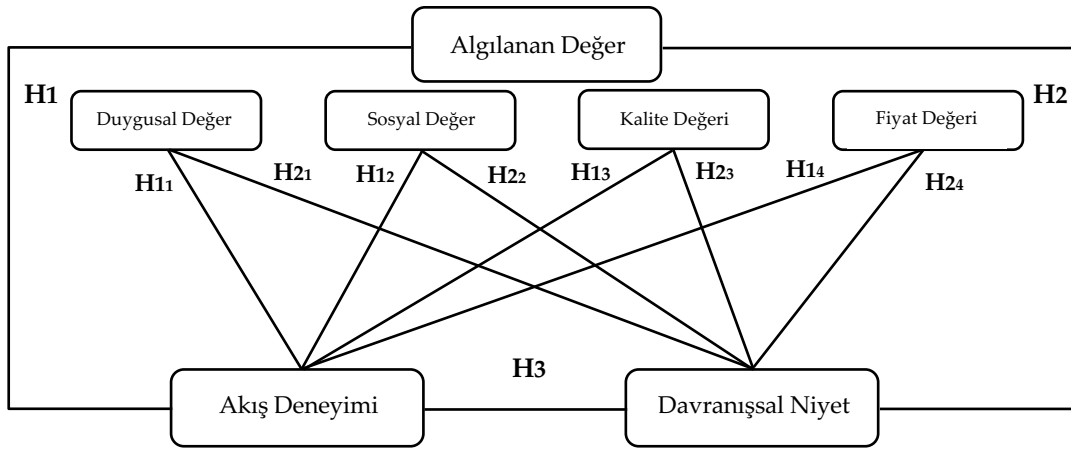 Algılanan Değer
H1
H2
Duygusal Değer
Sosyal Değer
Kalite Değeri
Fiyat Değeri
H1₁
H2₁
H1₂
H2₂
H1₃
H2₃
H1₄
H2₄
H3
Akış Deneyimi
Davranışsal Niyet